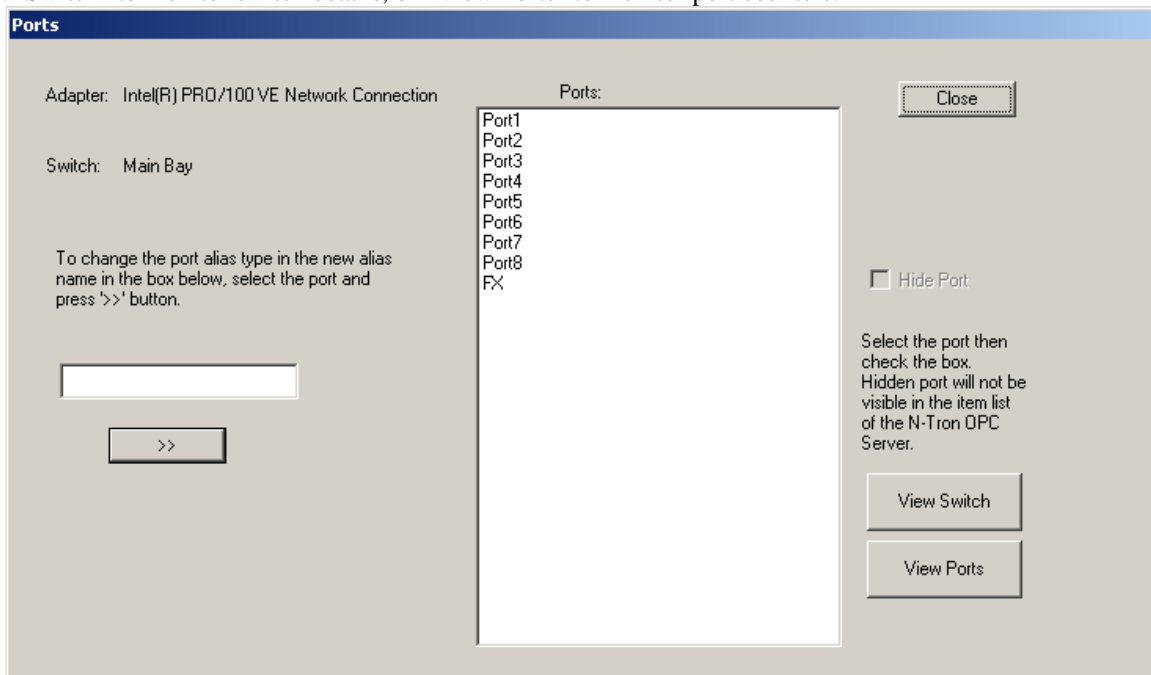 Ports
Adapter: Intel(R) PRO/100 VE Network Connection
Switch: Main Bay
To change the port alias type in the new alias
name in the box below, select the port and
press '>>' button.
>>
Ports:
Port1
Port2
Port3
Port4
Port5
Port6
Port7
Port8
FX
Close
Hide Port
Select the port then
check the box.
Hidden port will not be
visible in the item list
of the N-Tron OPC
Server.
View Switch
View Ports